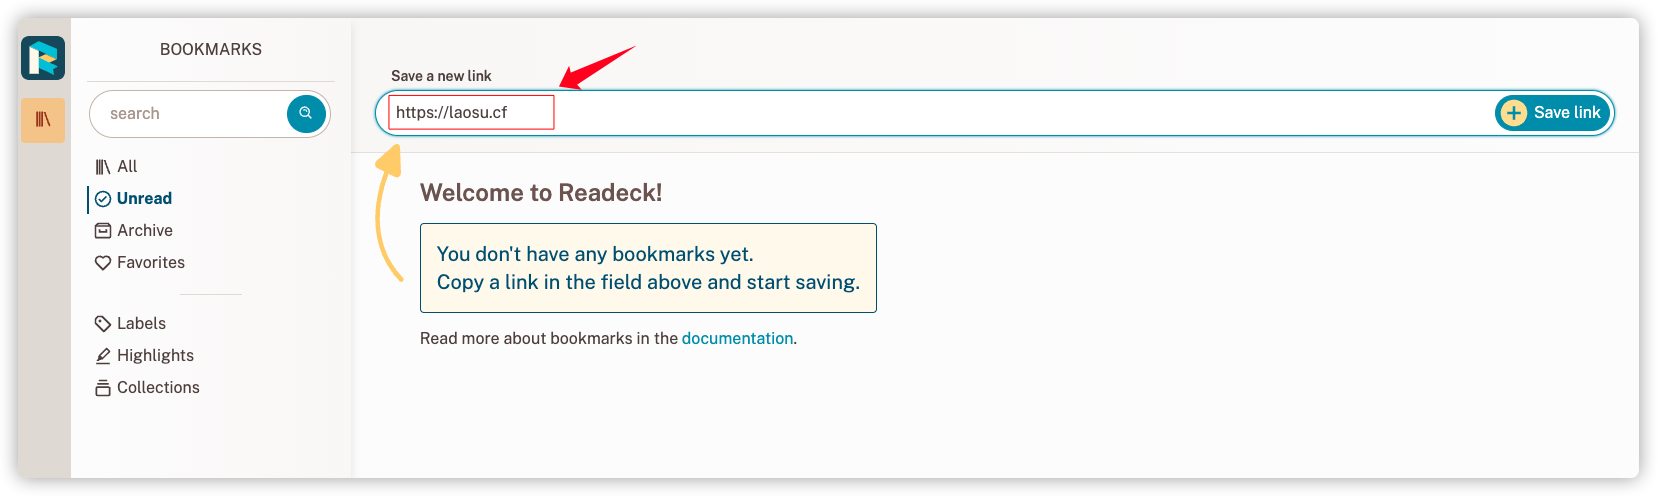 BOOKMARKS
search
All
Unread
Archive
Favorites
Labels
Highlights
Collections
Save a new link
https://laosu.cf
Save link
Welcome to Readeck!
You don't have any bookmarks yet.
Copy a link in the field above and start saving.
Read more about bookmarks in the documentation.